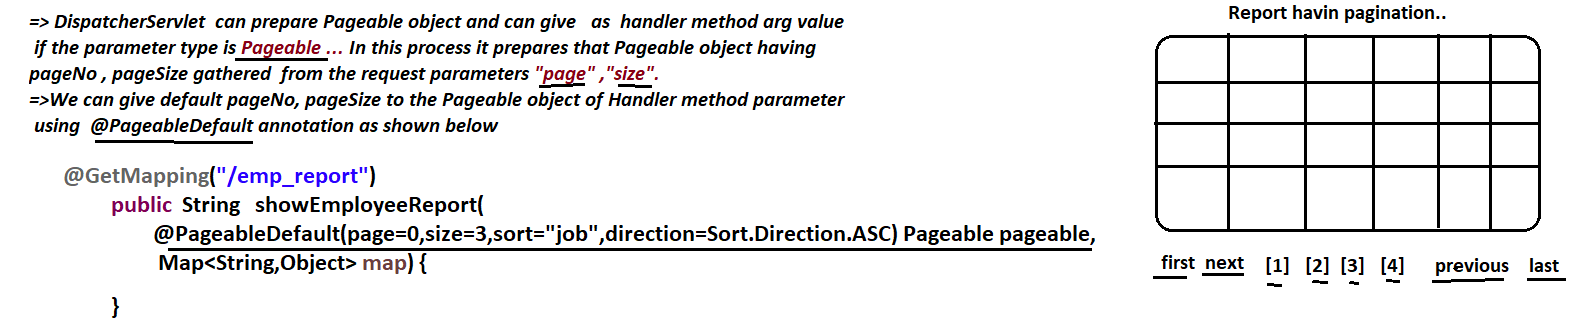 => DispatcherServlet can prepare Pageable object and can give as handler method arg value
if the parameter type is Pageable ... In this process it prepares that Pageable object having
pageNo , pageSize gathered from the request parameters "page" ,"size".
=>We can give default pageNo, pageSize to the Pageable object of Handler method parameter
using @PageableDefault annotation as shown below
@GetMapping("/emp_report")
public String showEmployeeReport(
@PageableDefault(page=0,size=3,sort="job",direction=Sort.Direction.ASC) Pageable pageable,
Map<String,Object> map) {
}
Report havin pagination..
first next [1] [2] [3] [4] previous last